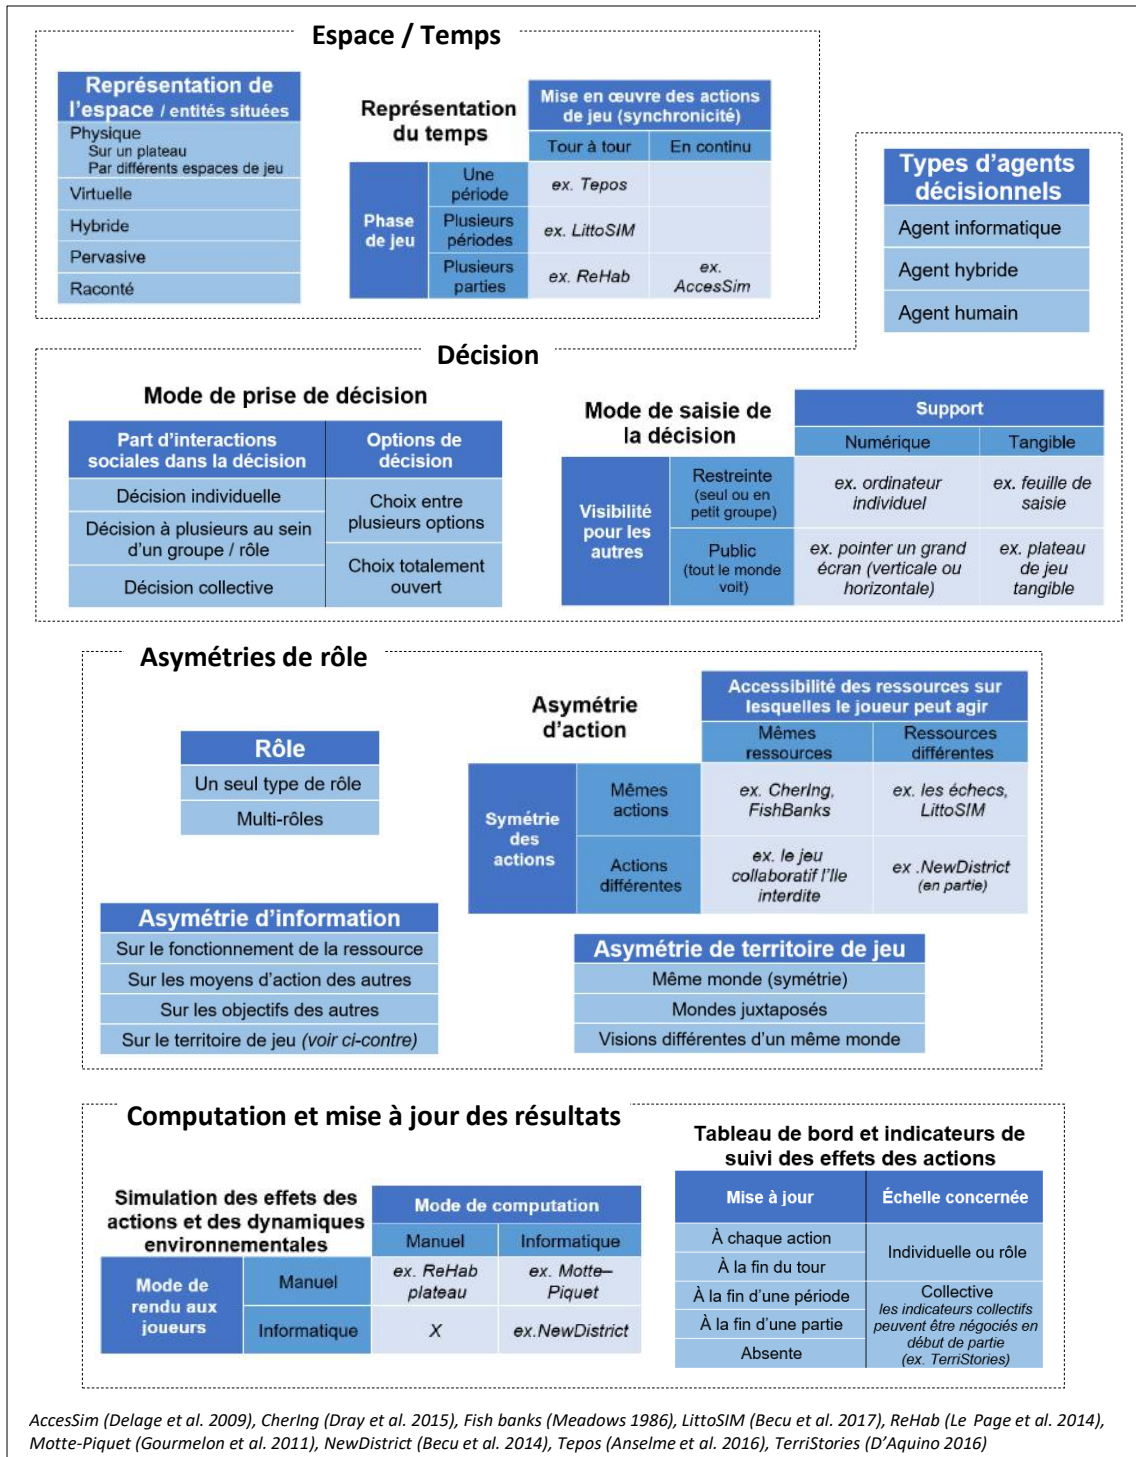 Espace / Temps
Représentation de
l'espace / entités situées
Physique
Sur un plateau
Par différents espaces de jeu
Virtuelle
Hybride
Pervasive
Raconté
Représentation
du temps
Mise en œuvre des actions
de jeu (synchronicité)
Tour à tour
En continu
Phase
de jeu
Une
période
ex. Tepos
Plusieurs
périodes
ex. LittoSIM
Plusieurs
parties
ex. ReHab
ex.
AccesSim
Types d'agents
décisionnels
Agent informatique
Agent hybride
Agent humain
Décision
Mode de prise de décision
Part d'interactions
sociales dans la décision
Options de
décision
Décision individuelle
Décision à plusieurs au sein
d'un groupe / rôle
Décision collective
Choix entre
plusieurs options
Choix totalement
ouvert
Mode de saisie de
la décision
Support
Numérique
Tangible
Visibilité
pour les
autres
Restreinte
(seul ou en
petit groupe)
ex. ordinateur
individuel
ex. feuille de
saisie
Public
(tout le monde
voit)
ex. pointer un grand
écran (verticale ou
horizontale)
ex. plateau
de jeu
tangible
Asymétries de rôle
Rôle
Un seul type de rôle
Multi-rôles
Asymétrie
d'action
Accessibilité des ressources sur
lesquelles le joueur peut agir
Mêmes
ressources
Ressources
différentes
Symétrie
des
actions
Mêmes
actions
ex. CherIng,
FishBanks
ex. les échecs,
LittoSIM
Actions
différentes
ex. le jeu
collaboratif l'Ile
interdite
ex .NewDistrict
(en partie)
Asymétrie d'information
Sur le fonctionnement de la ressource
Sur les moyens d'action des autres
Sur les objectifs des autres
Sur le territoire de jeu (voir ci-contre)
Asymétrie de territoire de jeu
Même monde (symétrie)
Mondes juxtaposés
Visions différentes d'un même monde
Computation et mise à jour des résultats
Simulation des effets des
actions et des dynamiques
environnementales
Mode de computation
Manuel
Informatique
Mode de
rendu aux
joueurs
Manuel
ex. ReHab
plateau
ex. Motte–
Piquet
Informatique
X
ex.NewDistrict
Tableau de bord et indicateurs de
suivi des effets des actions
Mise à jour
Échelle concernée
À chaque action
À la fin du tour
À la fin d'une période
À la fin d'une partie
Absente
Individuelle ou rôle
Collective
les indicateurs collectifs
peuvent être négociés en
début de partie
(ex. TerriStories)
AccesSim (Delage et al. 2009), CherIng (Dray et al. 2015), Fish banks (Meadows 1986), LittoSIM (Becu et al. 2017), ReHab (Le Page et al. 2014),
Motte-Piquet (Gourmelon et al. 2011), NewDistrict (Becu et al. 2014), Tepos (Anselme et al. 2016), TerriStories (D'Aquino 2016)